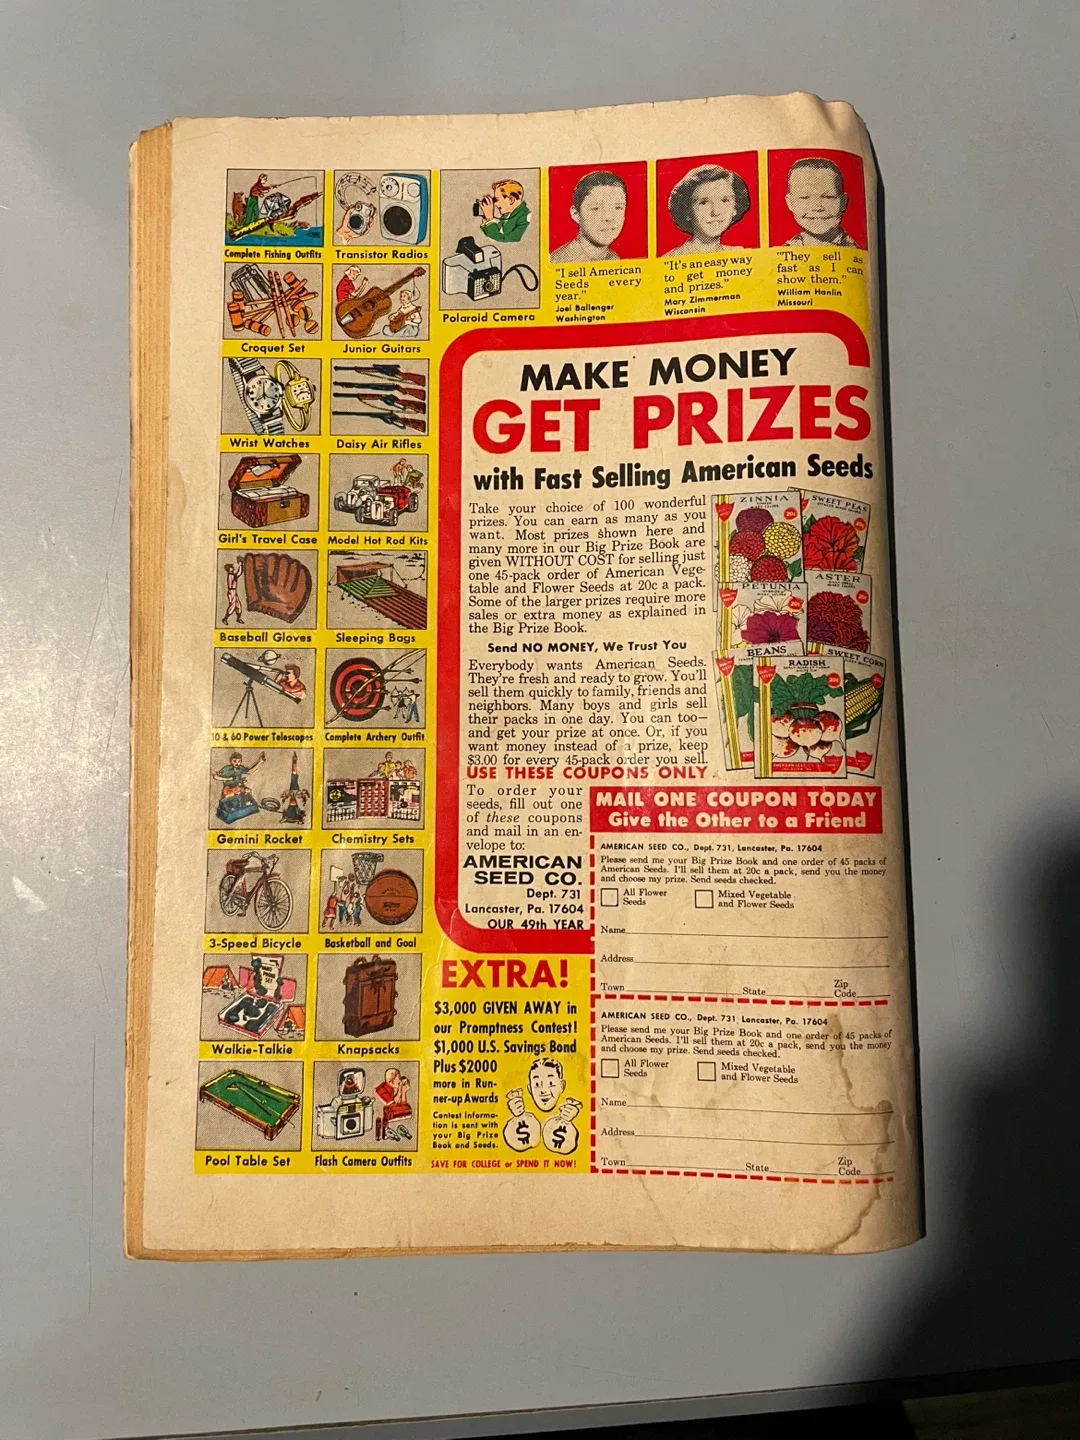 Complete Fishing Outfits
Transistor Radios
Polaroid Camera
Croquet Set
Junior Guitars
Wrist Watches
Daisy Air Rifles
Girl's Travel Case
Model Hot Rod Kits
Baseball Gloves
Sleeping Bags
10 & 60 Power Telescopes
Complete Archery Outfit
Gemini Rocket
Chemistry Sets
3-Speed Bicycle
Basketball and Goal
Walkie-Talkie
Knapsacks
Pool Table Set
Flash Camera Outfits
"I sell American
Seeds every
year."
Joel Ballenger
Washington
"It's an easy way
to get money
and prizes."
Mary Zimmerman
Wisconsin
"They sell as
fast as I can
show them."
William Hanlin
Missouri
MAKE MONEY
GET PRIZES
with Fast Selling American Seeds
Take your choice of 100 wonderful
prizes. You can earn as many as you
want. Most prizes shown here and
many more in our Big Prize Book are
given WITHOUT COST for selling just
one 45-pack order of American Vege-
table and Flower Seeds at 20c a pack.
Some of the larger prizes require more
sales or extra money as explained in
the Big Prize Book.
Send NO MONEY, We Trust You
Everybody wants American Seeds.
They're fresh and ready to grow. You'll
sell them quickly to family, friends and
neighbors. Many boys and girls sell
their packs in one day. You can too—
and get your prize at once. Or, if you
want money instead of a prize, keep
$3.00 for every 45-pack order you sell.
USE THESE COUPONS ONLY
ZINNIA
SWEET PEAS
PETUNIA
ASTER
BEANS
RADISH
SWEET CORN
To order your
seeds, fill out one
of these coupons
and mail in an en-
velope to:
AMERICAN
SEED CO.
Dept. 731
Lancaster, Pa. 17604
OUR 49th YEAR
MAIL ONE COUPON TODAY
Give the Other to a Friend
AMERICAN SEED CO., Dept. 731, Lancaster, Pa. 17604
Please send me your Big Prize Book and one order of 45 packs of
American Seeds. I'll sell them at 20c a pack, send you the money
and choose my prize. Send seeds checked.
All Flower
Seeds
Mixed Vegetable
and Flower Seeds
Name
Address
Town State Zip
Code
AMERICAN SEED CO., Dept. 731, Lancaster, Pa. 17604
Please send me your Big Prize Book and one order of 45 packs of
American Seeds. I'll sell them at 20c a pack, send you the money
and choose my prize. Send seeds checked.
All Flower
Seeds
Mixed Vegetable
and Flower Seeds
Name
Address
Town State Zip
Code
EXTRA!
$3,000 GIVEN AWAY in
our Promptness Contest!
$1,000 U.S. Savings Bond
Plus $2000
more in Run-
ner-up Awards
Contest informa-
tion is sent with
your Big Prize
Book and Seeds.
$ $
SAVE FOR COLLEGE or SPEND IT NOW!